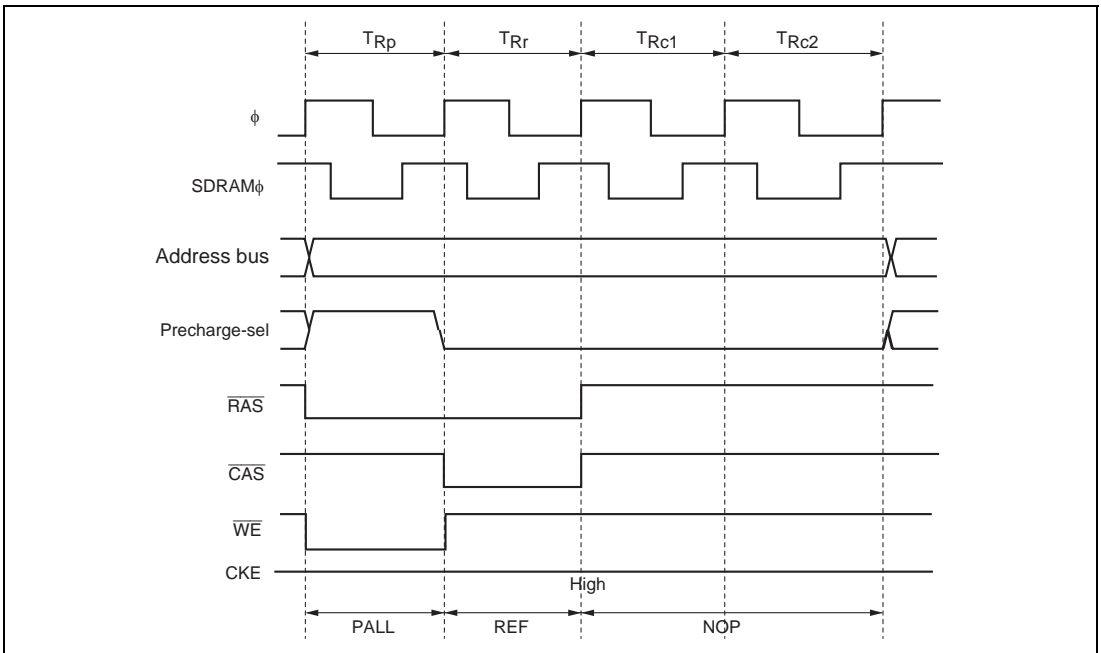 TRp TRr TRc1 TRc2
ϕ
SDRAMϕ
Address bus
Precharge-sel
RAS
CAS
WE
CKE
High
PALL REF NOP